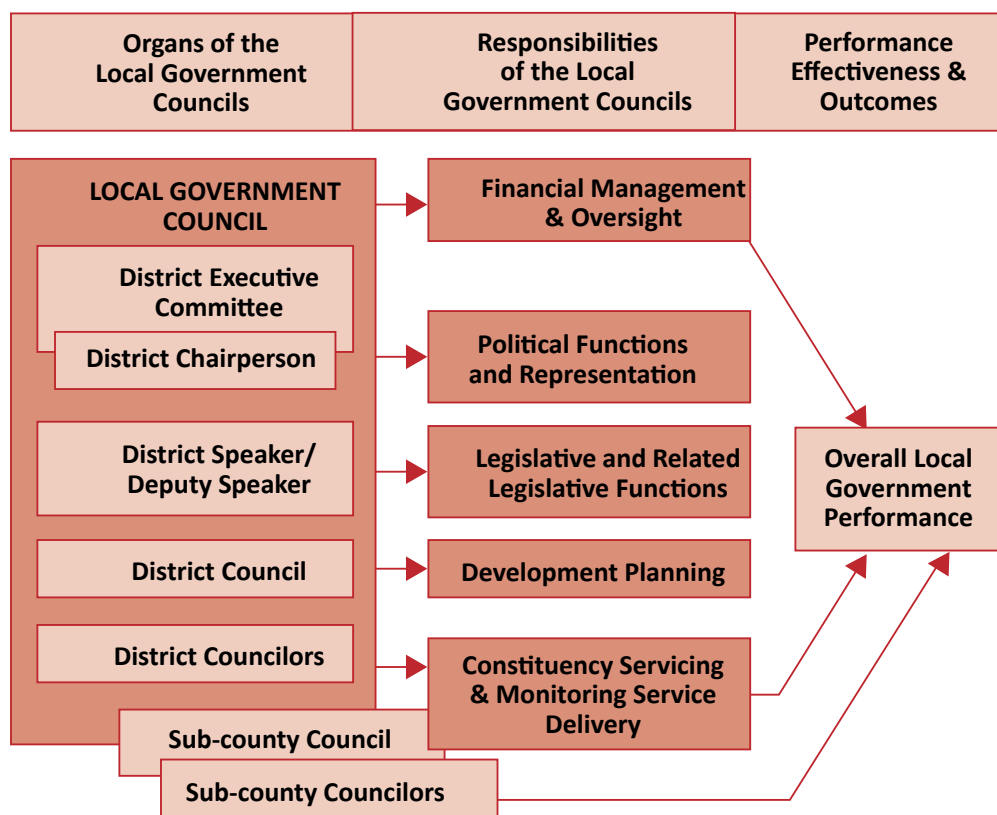 Organs of the
Local Government
Councils
Responsibilities
of the Local
Government Councils
Performance
Effectiveness &
Outcomes
LOCAL GOVERNMENT
COUNCIL
District Executive
Committee
District Chairperson
District Speaker/
Deputy Speaker
District Council
District Councilors
Sub-county Council
Sub-county Councilors
Financial Management
& Oversight
Political Functions
and Representation
Legislative and Related
Legislative Functions
Development Planning
Constituency Servicing
& Monitoring Service
Delivery
Overall Local
Government
Performance